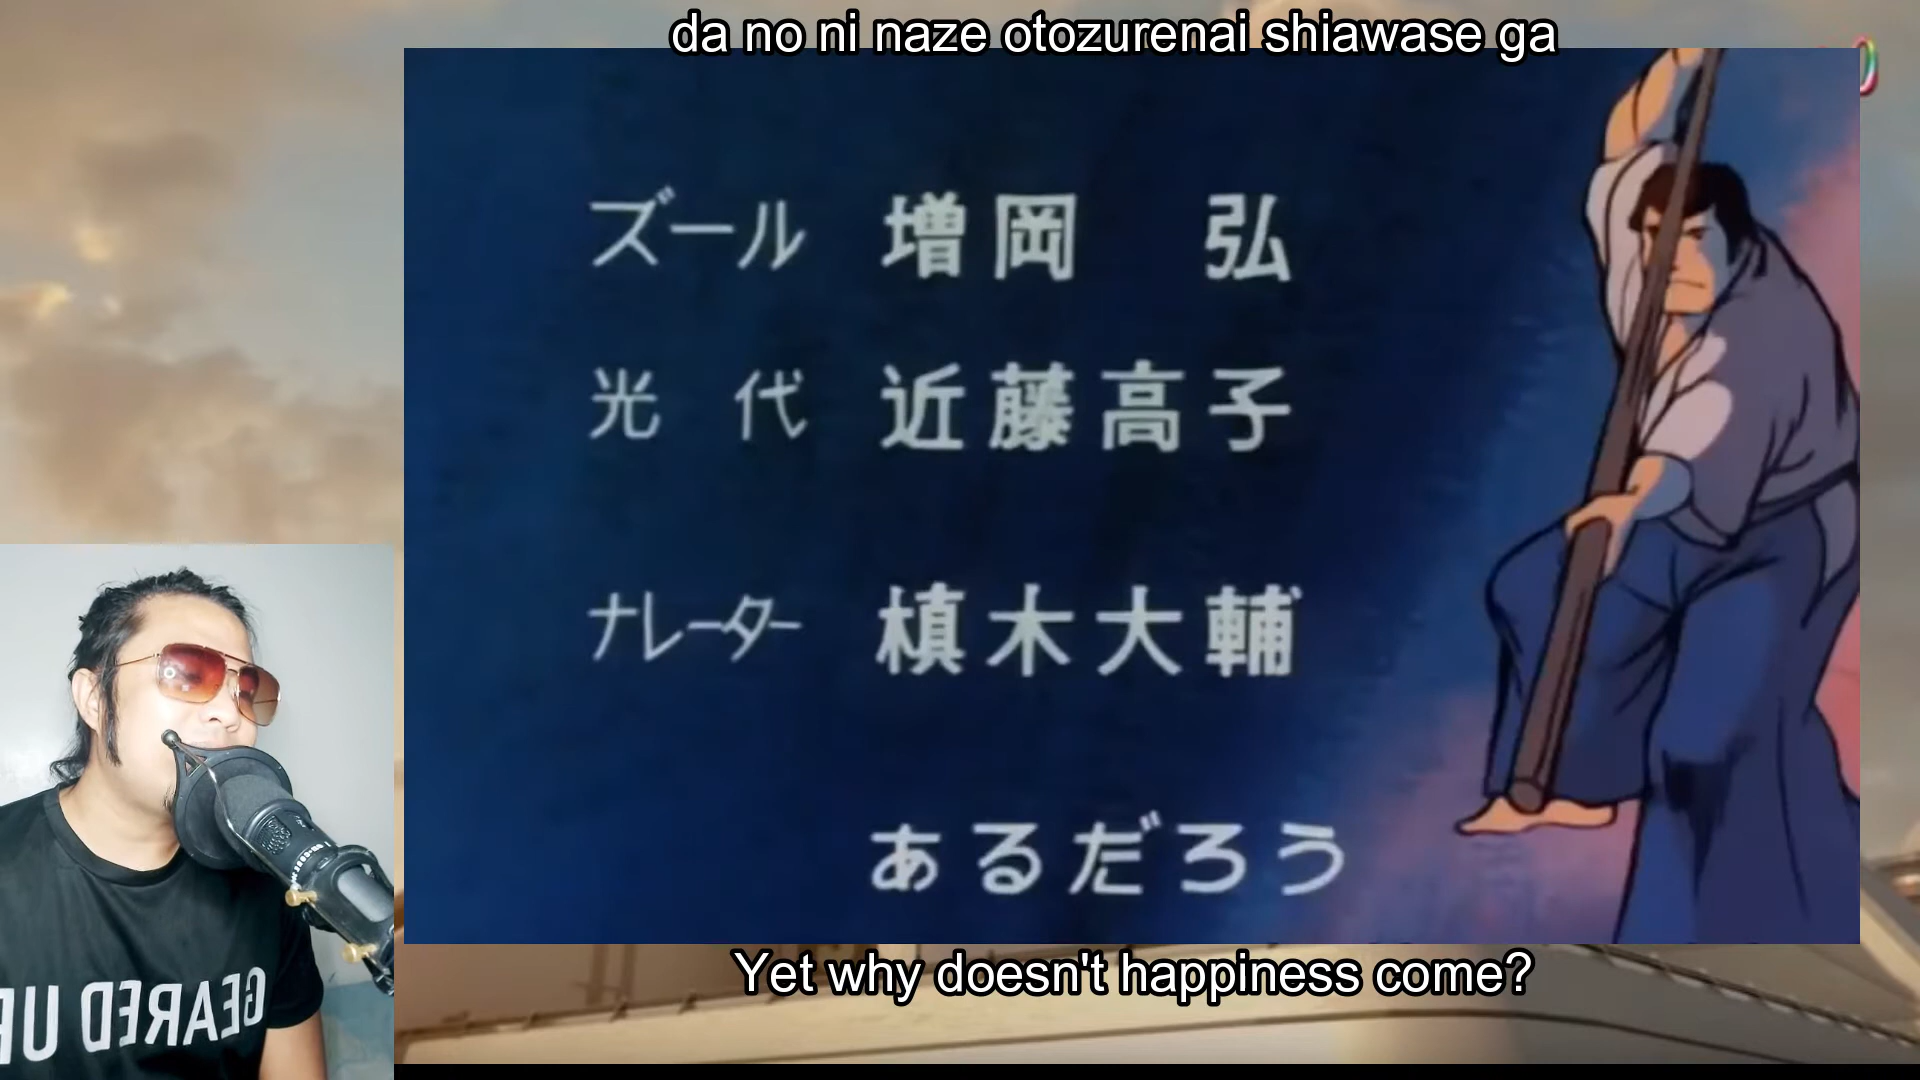 da no ni naze otozurenai shiawase ga
ズール 増岡 弘
光代 近藤高子
ナレーター 槙木大輔
あるだろう
Yet why doesn't happiness come?
GEARED UP